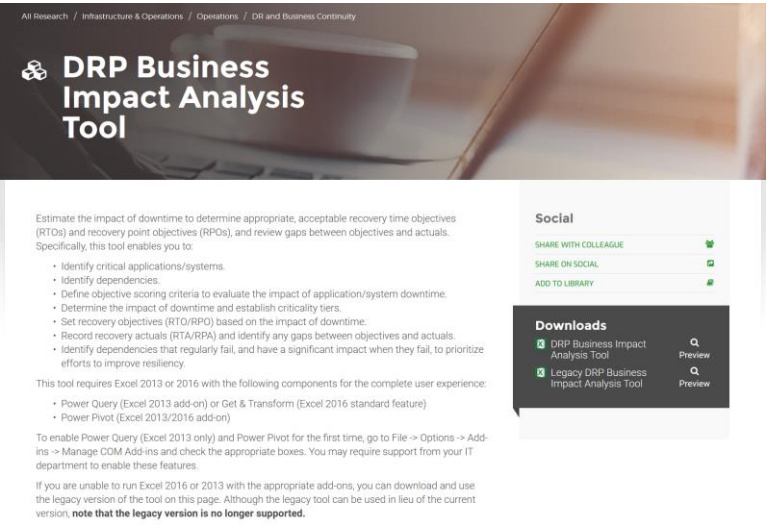 All Research / Infrastructure & Operations / Operations / DR and Business Continuity
DRP Business
Impact Analysis
Tool
Estimate the impact of downtime to determine appropriate, acceptable recovery time objectives
(RTOs) and recovery point objectives (RPOs), and review gaps between objectives and actuals.
Specifically, this tool enables you to:
• Identify critical applications/systems.
• Identify dependencies.
• Define objective scoring criteria to evaluate the impact of application/system downtime.
• Determine the impact of downtime and establish criticality tiers.
• Set recovery objectives (RTO/RPO) based on the impact of downtime.
• Record recovery actuals (RTA/RPA) and identify any gaps between objectives and actuals.
• Identify dependencies that regularly fail, and have a significant impact when they fail, to prioritize
efforts to improve resiliency.
This tool requires Excel 2013 or 2016 with the following components for the complete user experience:
• Power Query (Excel 2013 add-on) or Get & Transform (Excel 2016 standard feature)
• Power Pivot (Excel 2013/2016 add-on)
To enable Power Query (Excel 2013 only) and Power Pivot for the first time, go to File -> Options -> Add-
ins -> Manage COM Add-ins and check the appropriate boxes. You may require support from your IT
department to enable these features.
If you are unable to run Excel 2016 or 2013 with the appropriate add-ons, you can download and use
the legacy version of the tool on this page. Although the legacy tool can be used in lieu of the current
version, note that the legacy version is no longer supported.
Social
SHARE WITH COLLEAGUE
SHARE ON SOCIAL
ADD TO LIBRARY
Downloads
DRP Business Impact
Analysis Tool
Preview
Legacy DRP Business
Impact Analysis Tool
Preview